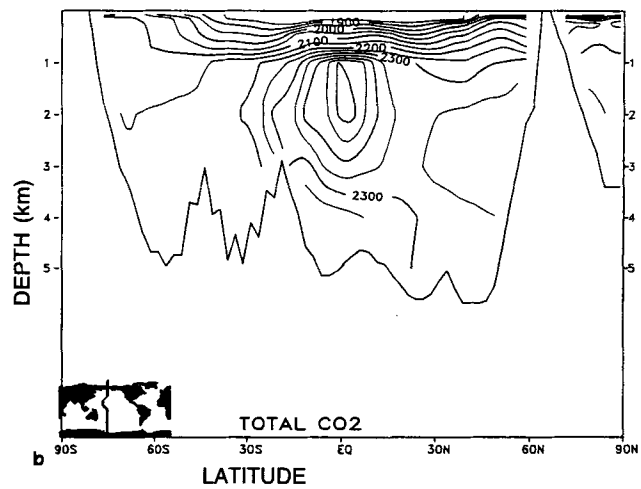 1900
2000
2100
2200
2300
1
1
2
2
3
3
2300
4
4
5
5
DEPTH (km)
TOTAL CO2
b
90S
60S
30S
EQ
30N
60N
90N
LATITUDE